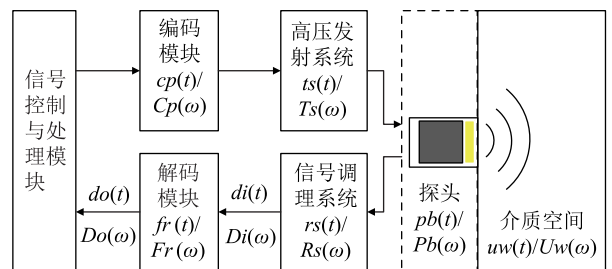 信号
控制
与处
理模
块
编码
模块
cp(t)/
Cp(ω)
高压发
射系统
ts(t)/
Ts(ω)
解码
模块
fr(t)/
Fr(ω)
do(t)
Do(ω)
di(t)
Di(ω)
信号调
理系统
rs(t)/
Rs(ω)
探头
pb(t)/
Pb(ω)
介质空间
uw(t)/Uw(ω)